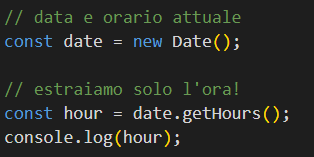 // data e orario attuale
const date = new Date();
// estraiamo solo l'ora!
const hour = date.getHours();
console.log(hour);